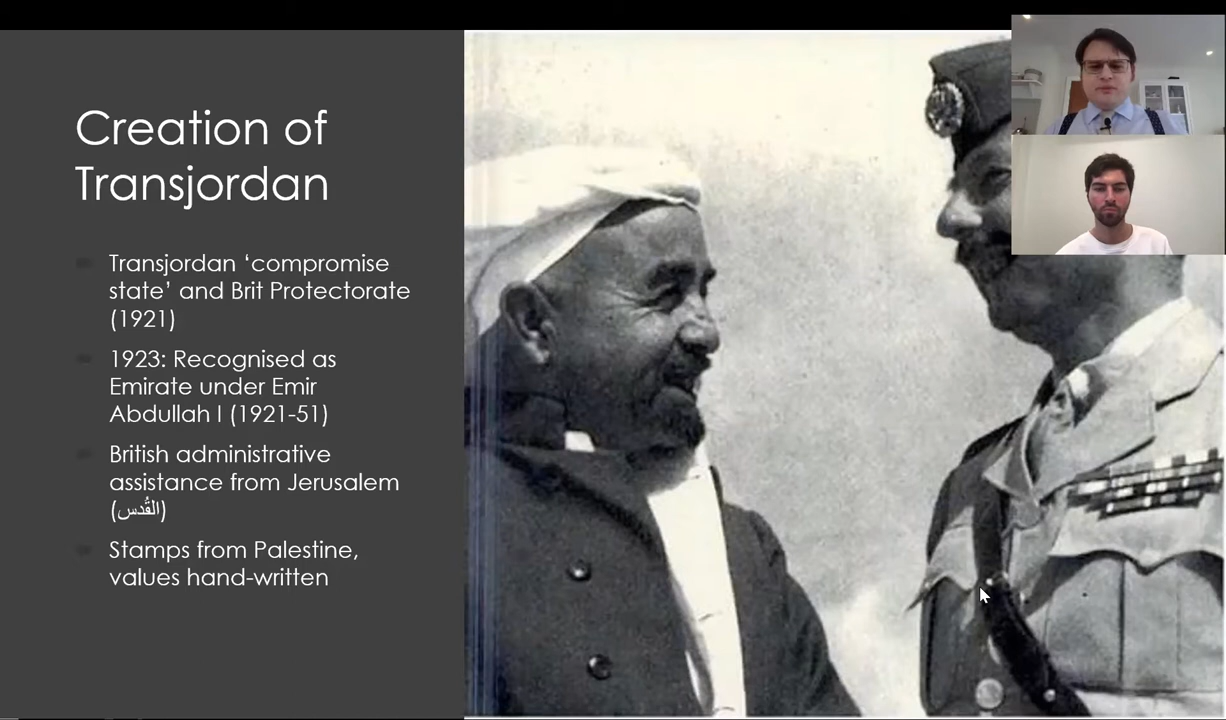 Creation of
Transjordan
Transjordan ‘compromise
state’ and Brit Protectorate
(1921)
1923: Recognised as
Emirate under Emir
Abdullah I (1921-51)
British administrative
assistance from Jerusalem
(القُدس)
Stamps from Palestine,
values hand-written